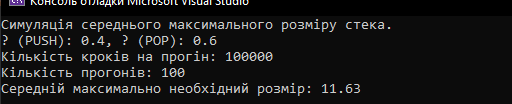 Консоль отладки Microsoft Visual Studio
Симуляція середнього максимального розміру стека.
? (PUSH): 0.4, ? (POP): 0.6
Кількість кроків на прогін: 100000
Кількість прогонів: 100
Середній максимально необхідний розмір: 11.63